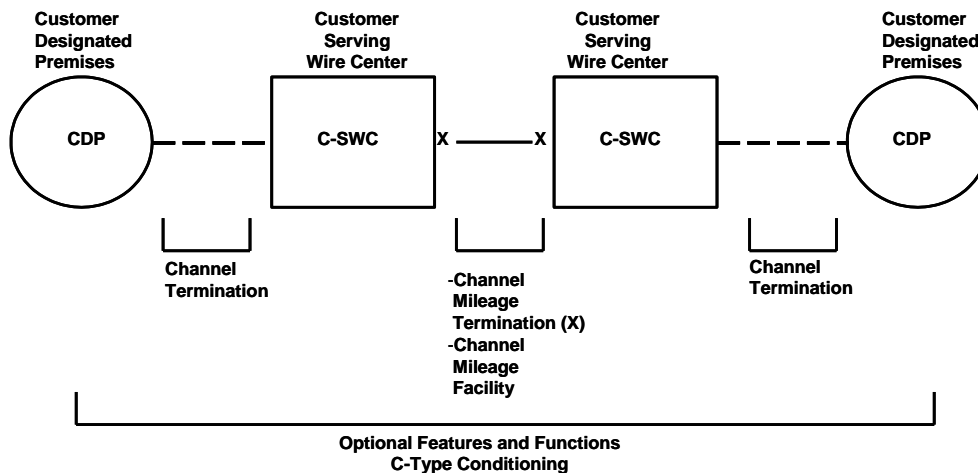 Customer
Designated
Premises
Customer
Serving
Wire Center
Customer
Serving
Wire Center
Customer
Designated
Premises
CDP
C-SWC
X
X
C-SWC
CDP
Channel
Termination
-Channel
Mileage
Termination (X)
-Channel
Mileage
Facility
Channel
Termination
Optional Features and Functions
C-Type Conditioning